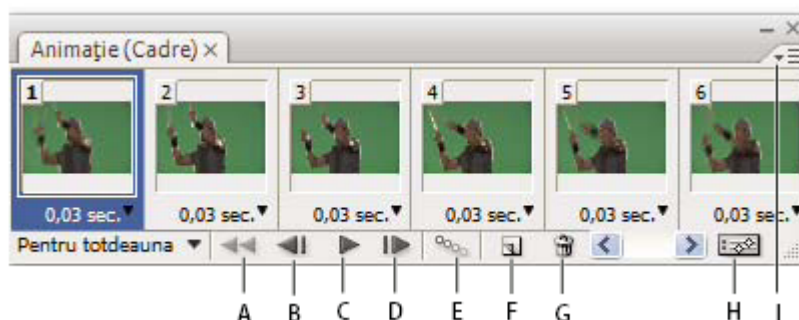 Animaţie (Cadre) ×
1 2 3 4 5 6
0,03 sec. 0,03 sec. 0,03 sec. 0,03 sec. 0,03 sec. 0,03 sec.
Pentru totdeauna
A B C D E F G H I